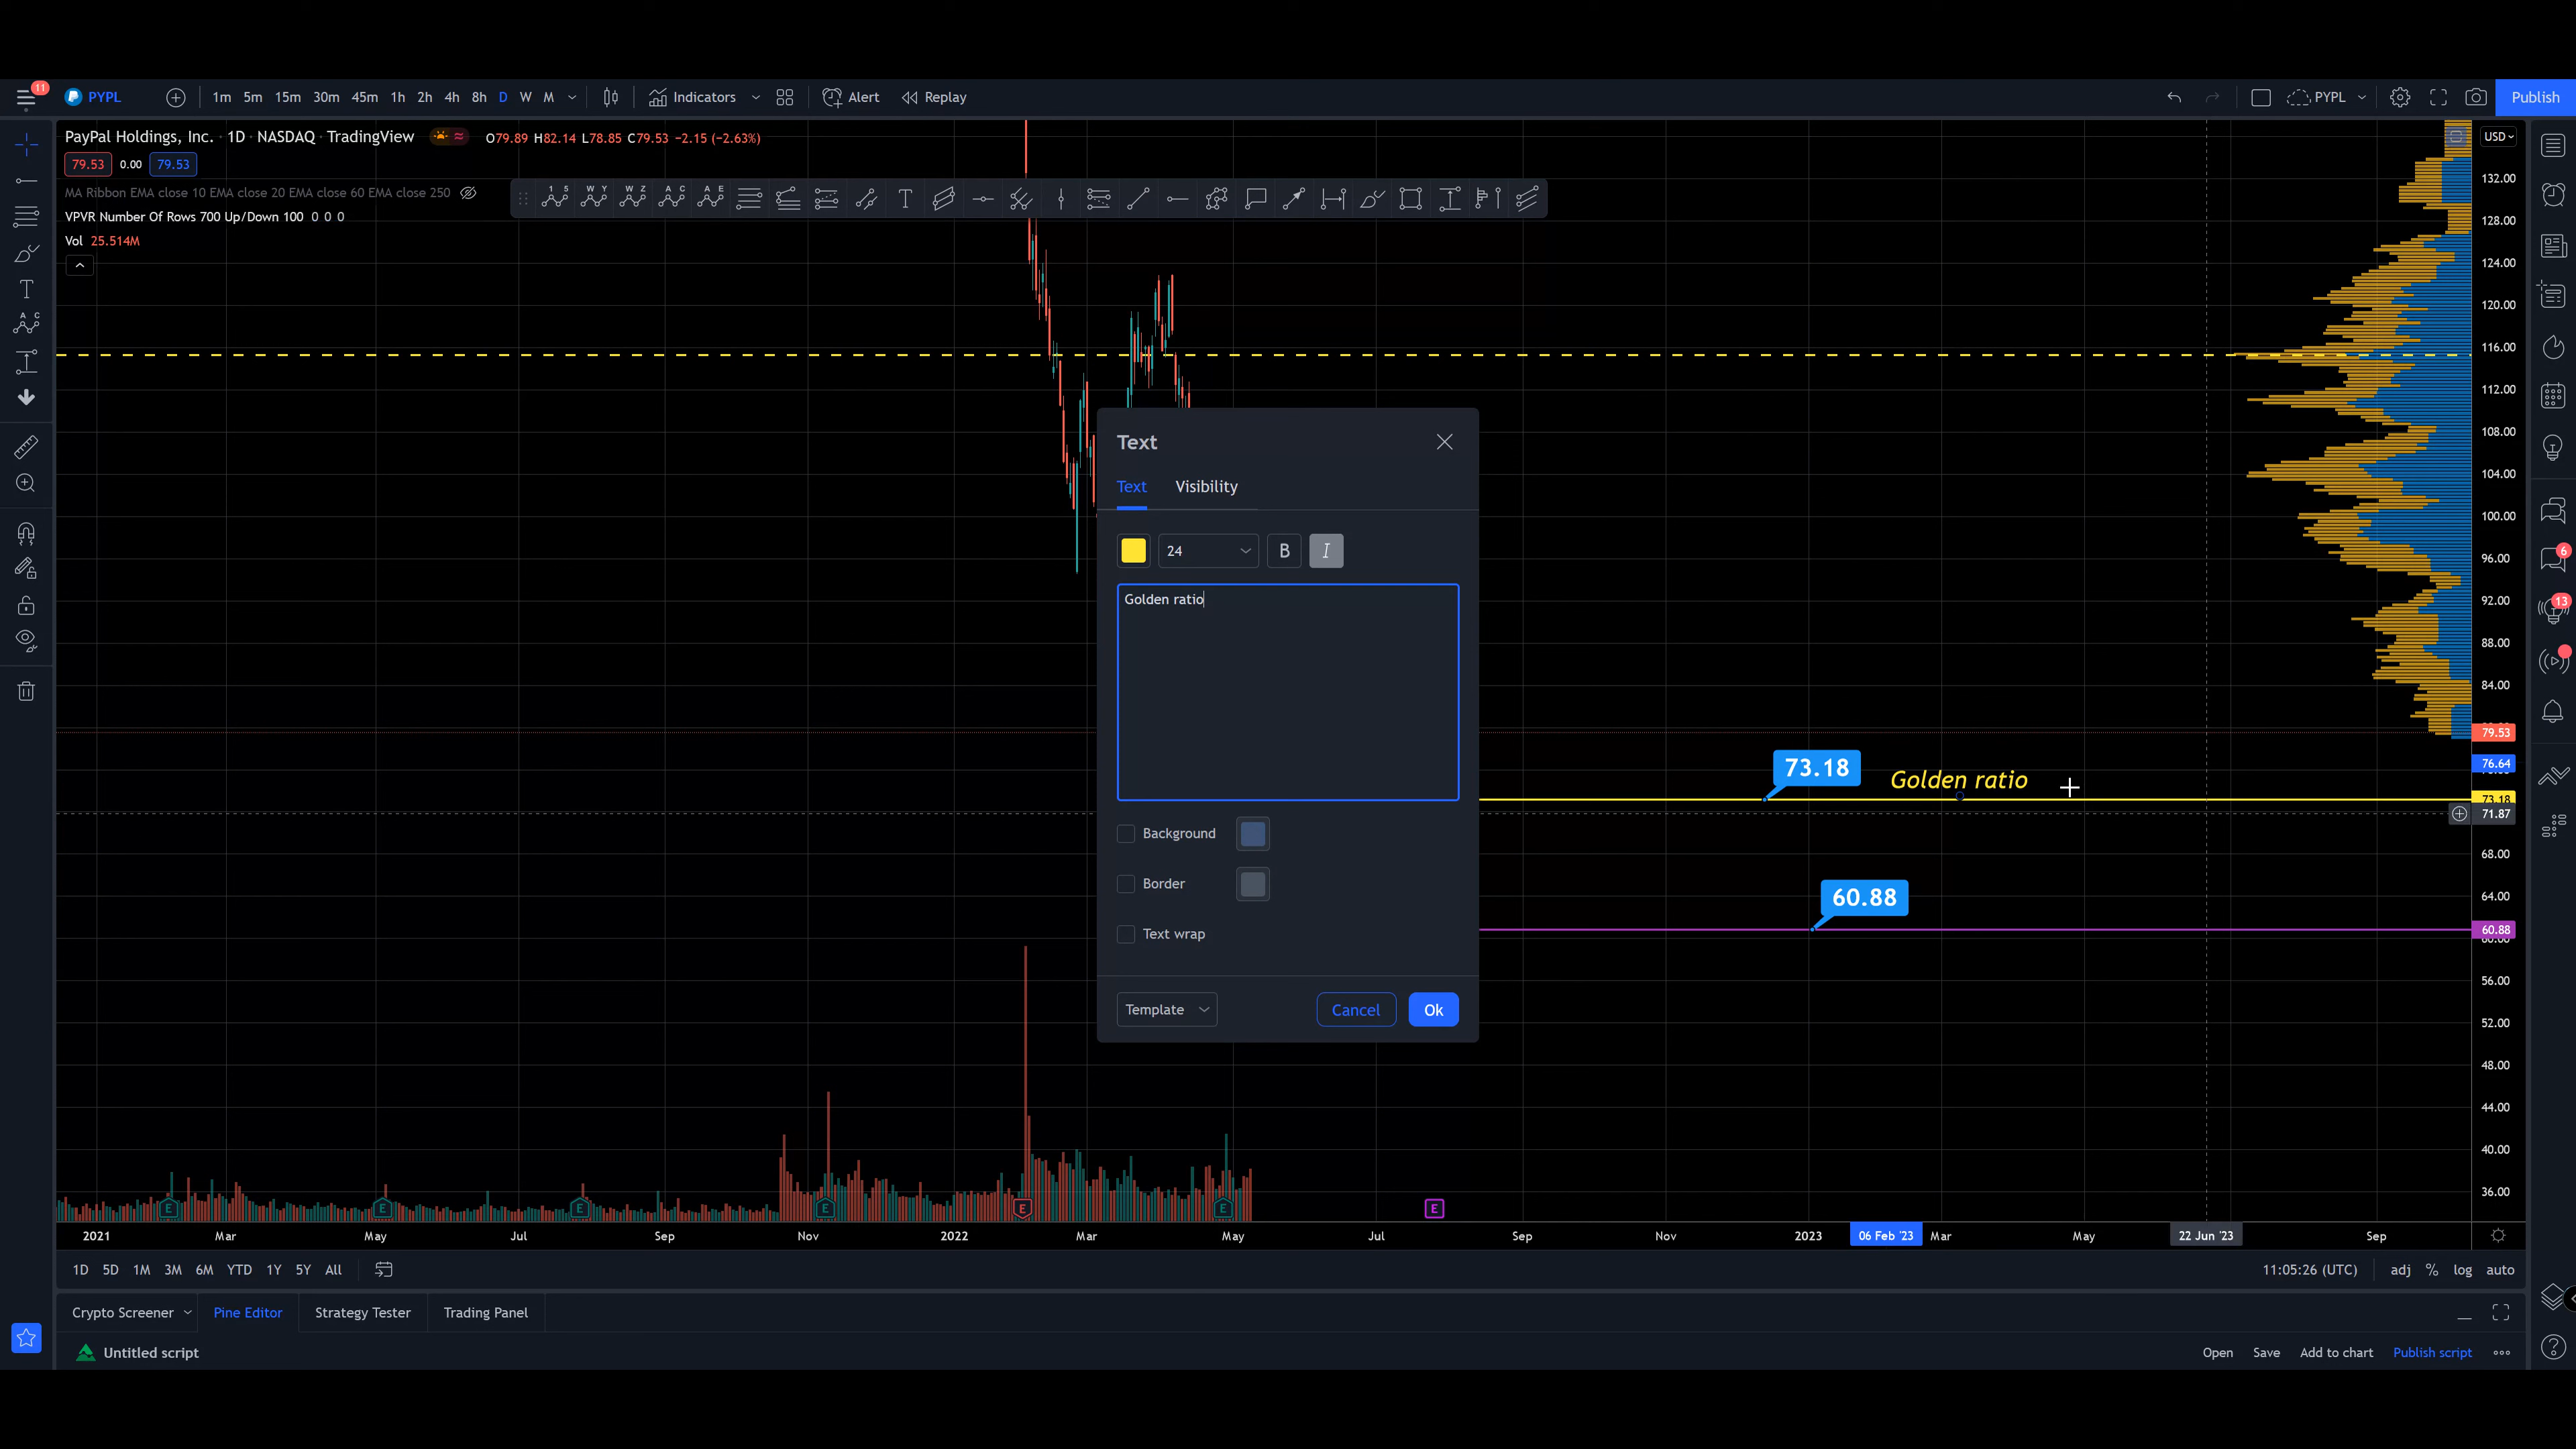 11
PYPL
1m 5m 15m 30m 45m 1h 2h 4h 8h D W M
Indicators
Alert
Replay
PYPL
Publish
PayPal Holdings, Inc. · 1D · NASDAQ · TradingView
O79.89 H82.14 L78.85 C79.53 −2.15 (−2.63%)
USD
79.53 0.00 79.53
MA Ribbon EMA close 10 EMA close 20 EMA close 60 EMA close 250
VPVR Number Of Rows 700 Up/Down 100 0 0 0
Vol 25.514M
132.00
128.00
124.00
120.00
116.00
112.00
108.00
104.00
100.00
96.00
92.00
88.00
84.00
79.53
76.64
73.18
71.87
68.00
64.00
60.88
60.00
56.00
52.00
48.00
44.00
40.00
36.00
Text
Text Visibility
24 B I
Golden ratio
Background
Border
Text wrap
Template
Cancel Ok
73.18
Golden ratio
60.88
6
13
E E E E E E E
2021 Mar May Jul Sep Nov 2022 Mar May Jul Sep Nov 2023 06 Feb '23 Mar May 22 Jun '23 Sep
1D 5D 1M 3M 6M YTD 1Y 5Y All
11:05:26 (UTC) adj % log auto
Crypto Screener Pine Editor Strategy Tester Trading Panel
Untitled script
Open Save Add to chart Publish script